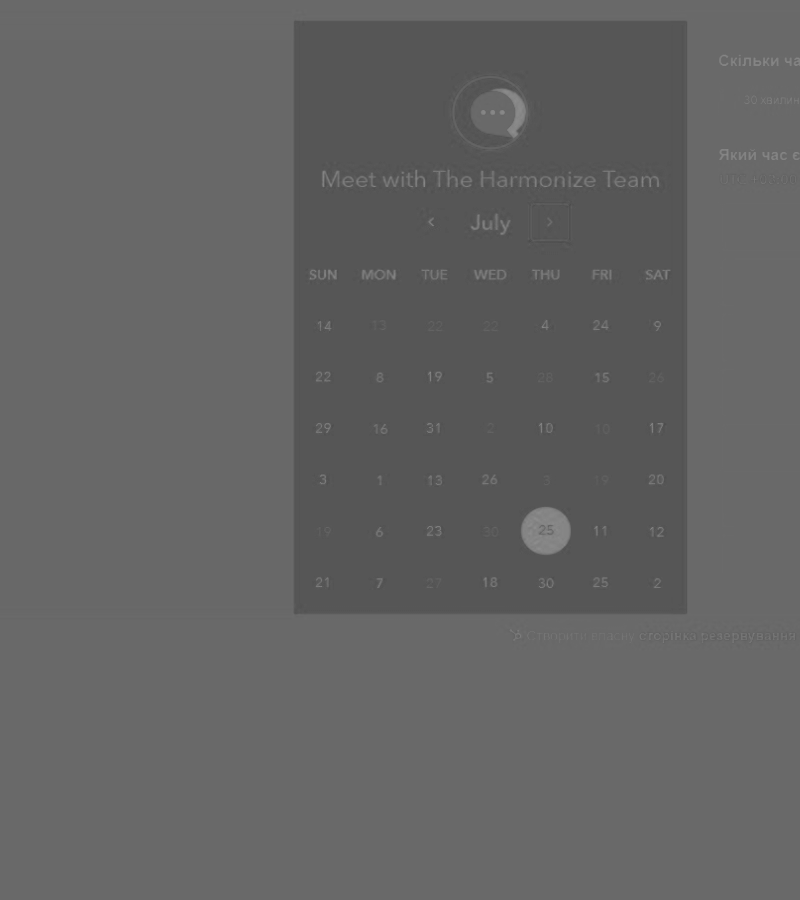 Meet with The Harmonize Team
July
SUN MON TUE WED THU FRI SAT
14 13 22 22 4 24 9
22 8 19 5 28 15 26
29 16 31 2 10 10 17
3 1 13 26 3 19 20
19 6 23 30 25 11 12
21 7 27 18 30 25 2
Скільки ча
30 хвилин
Який час є
Створить власну сторінка резервування